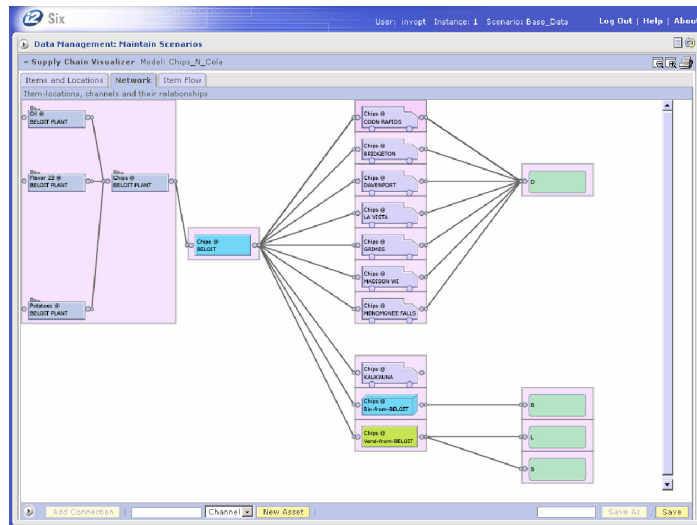 i2 Six
User: invopt Instance: 1 Scenario: Base_Data Log Out | Help | About
Data Management: Maintain Scenarios
– Supply Chain Visualizer Model: Chips_N_Cola
Items and Locations Network Item Flow
Item-locations, channels and their relationships
Oil @
BELOIT PLANT
Flavor 23 @
BELOIT PLANT
Chips @
BELOIT PLANT
Potatoes @
BELOIT PLANT
Chips @
BELOIT
Chips @
COON RAPIDS
Chips @
BRIDGETON
Chips @
DAVENPORT
Chips @
LA VISTA
Chips @
GRIMES
Chips @
MADISON WI
Chips @
MENOMONEE FALLS
D
Chips @
KAUKAUNA
Chips @
Bin-from-BELOIT
Chips @
Vend-from-BELOIT
B
L
S
Add Connection | Channel New Asset
Save As | Save